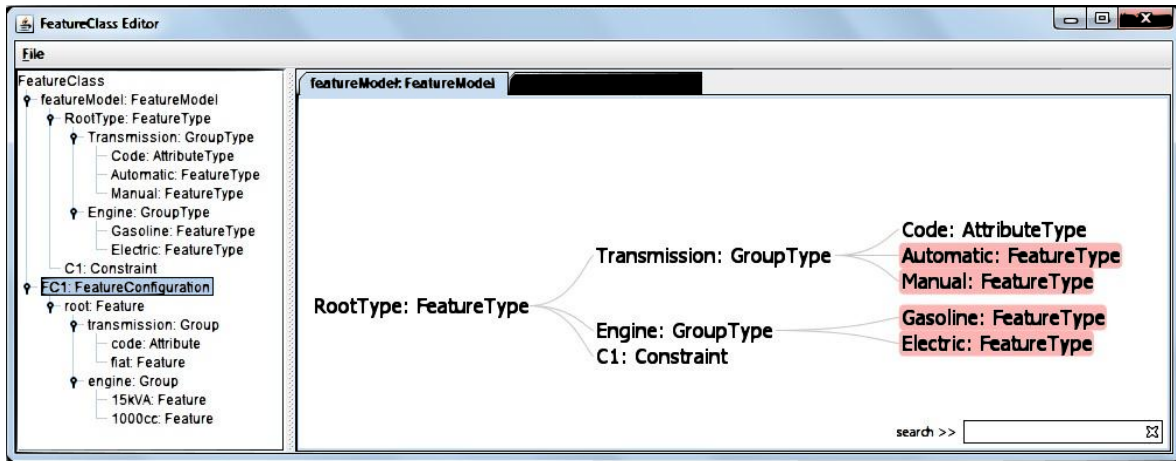 FeatureClass Editor
File
FeatureClass
featureModel: FeatureModel
RootType: FeatureType
Transmission: GroupType
Code: AttributeType
Automatic: FeatureType
Manual: FeatureType
Engine: GroupType
Gasoline: FeatureType
Electric: FeatureType
C1: Constraint
FC1: FeatureConfiguration
root: Feature
transmission: Group
code: Attribute
fiat: Feature
engine: Group
15kVA: Feature
1000cc: Feature
featureModel: FeatureModel
RootType: FeatureType
Transmission: GroupType
Engine: GroupType
C1: Constraint
Code: AttributeType
Automatic: FeatureType
Manual: FeatureType
Gasoline: FeatureType
Electric: FeatureType
search >>